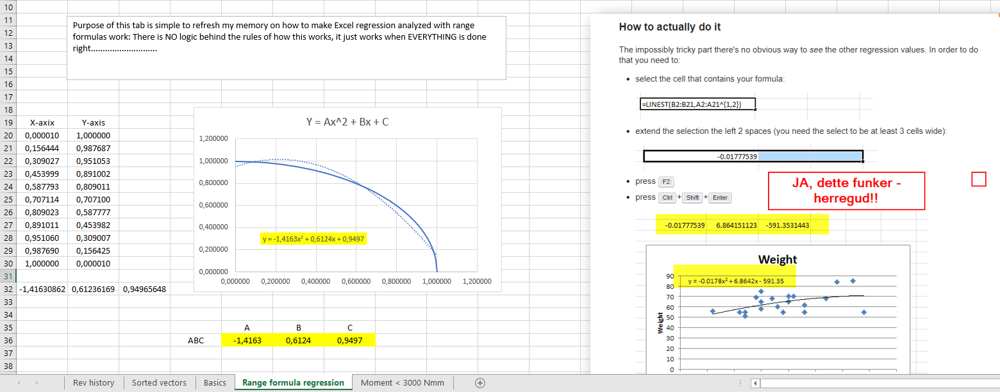 10
11
12
13
14
15
16
17
18
19
20
21
22
23
24
25
26
27
28
29
30
31
32
33
34
35
36
37
38
Purpose of this tab is simple to refresh my memory on how to make Excel regression analyzed with range
formulas work: There is NO logic behind the rules of how this works, it just works when EVERYTHING is done
right............................
X-axix Y-axis
0,000010 1,000000
0,156444 0,987687
0,309027 0,951053
0,453999 0,891002
0,587793 0,809011
0,707114 0,707100
0,809023 0,587777
0,891011 0,453982
0,951060 0,309007
0,987690 0,156425
1,000000 0,000010
-1,41630862 0,61236169 0,94965648
Y = Ax^2 + Bx + C
1,200000
1,000000
0,800000
0,600000
0,400000
0,200000
0,000000
y = -1,4163x² + 0,6124x + 0,9497
0,000000 0,200000 0,400000 0,600000 0,800000 1,000000 1,200000
A B C
ABC -1,4163 0,6124 0,9497
How to actually do it
The impossibly tricky part there's no obvious way to see the other regression values. In order to do
that you need to:
• select the cell that contains your formula:
=LINEST(B2:B21,A2:A21^{1,2})
• extend the selection the left 2 spaces (you need the select to be at least 3 cells wide):
-0.01777539
• press F2
• press Ctrl + Shift + Enter
JA, dette funker -
herregud!!
-0.01777539 6.864151123 -591.3531443
Weight
y = -0.0178x² + 6.8642x - 591.35
Weight
90
80
70
60
50
40
30
20
10
0
Rev history Sorted vectors Basics Range formula regression Moment < 3000 Nmm